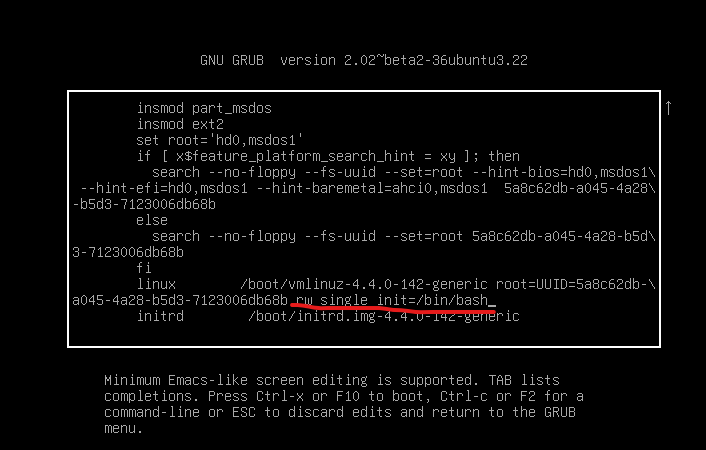 GNU GRUB  version 2.02~beta2-36ubuntu3.22
insmod part_msdos
insmod ext2
set root='hd0,msdos1'
if [ x$feature_platform_search_hint = xy ]; then
search --no-floppy --fs-uuid --set=root --hint-bios=hd0,msdos1\
--hint-efi=hd0,msdos1 --hint-baremetal=ahci0,msdos1  5a8c62db-a045-4a28\
-b5d3-7123006db68b
else
search --no-floppy --fs-uuid --set=root 5a8c62db-a045-4a28-b5d\
3-7123006db68b
fi
linux        /boot/vmlinuz-4.4.0-142-generic root=UUID=5a8c62db-\
a045-4a28-b5d3-7123006db68b rw single init=/bin/bash_
initrd        /boot/initrd.img-4.4.0-142-generic
Minimum Emacs-like screen editing is supported. TAB lists
completions. Press Ctrl-x or F10 to boot, Ctrl-c or F2 for a
command-line or ESC to discard edits and return to the GRUB
menu.